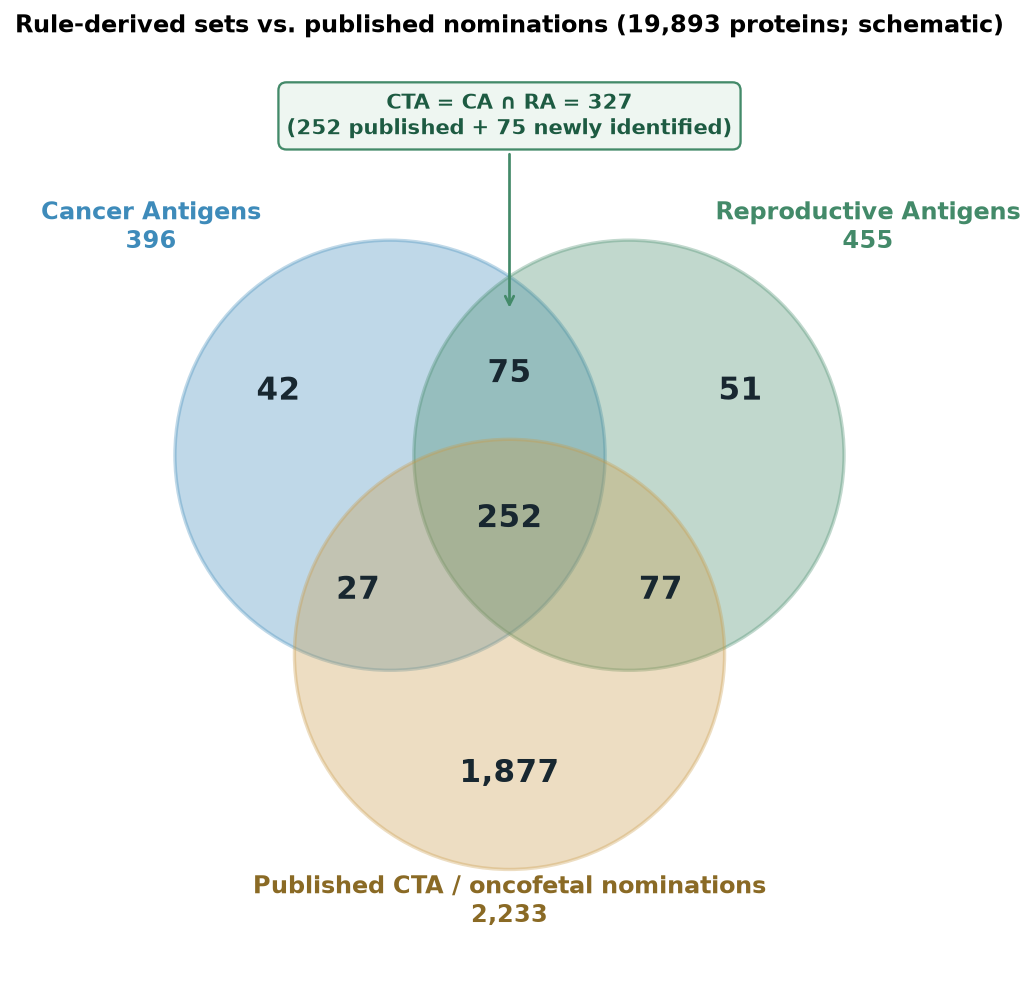 Rule-derived sets vs. published nominations (19,893 proteins; schematic)
CTA = CA ∩ RA = 327
(252 published + 75 newly identified)
Cancer Antigens
396
Reproductive Antigens
455
42
75
51
252
27
77
1,877
Published CTA / oncofetal nominations
2,233